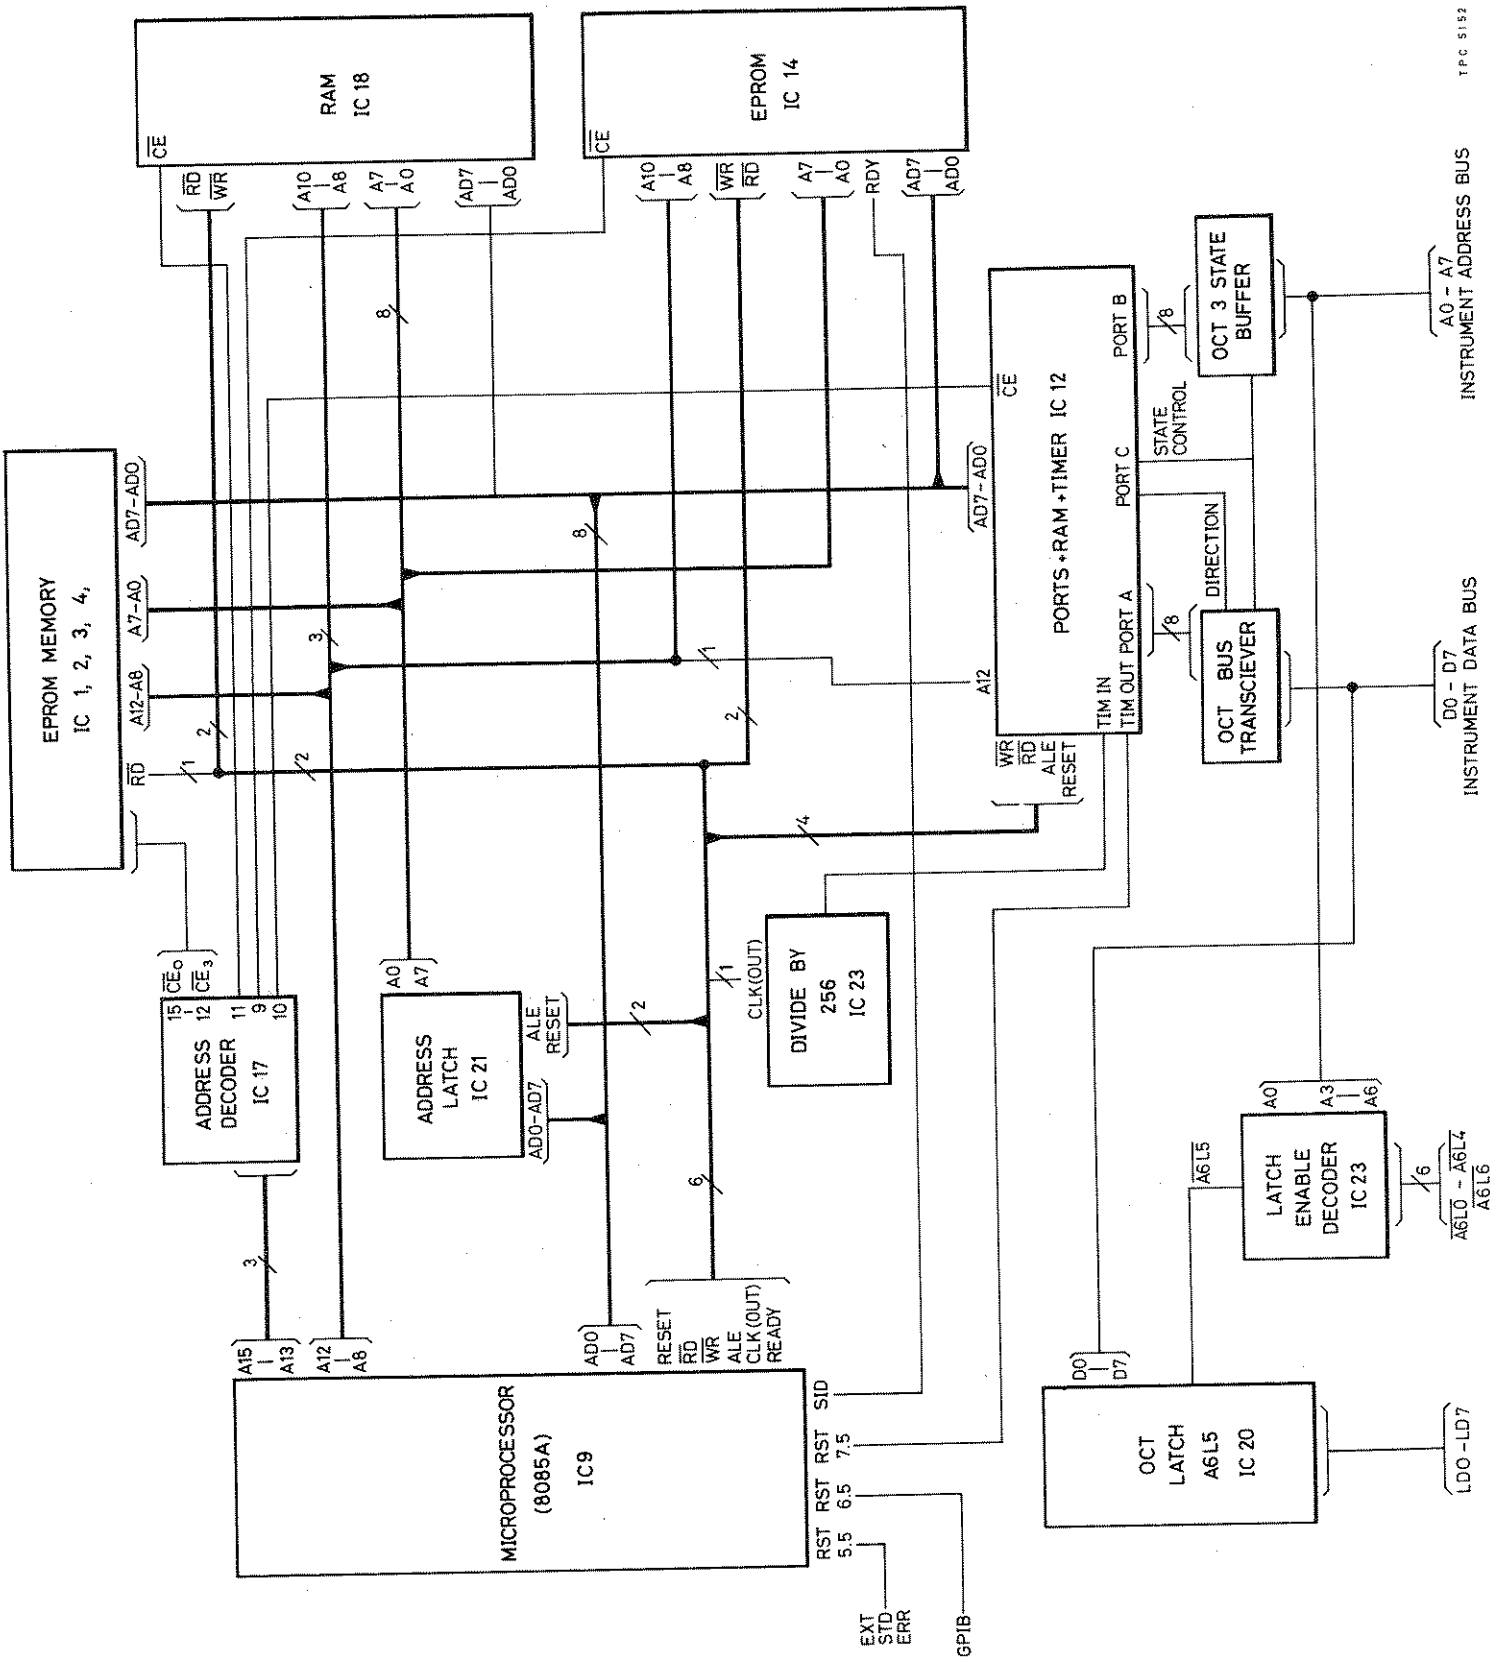 RAM
IC 18
CE
RD
WR
A10
A8
A7
A0
AD7
AD0
EPROM
IC 14
CE
A10
A8
WR
RD
A7
A0
RDY
AD7
AD0
EPROM MEMORY
IC 1, 2, 3, 4,
RD
A12-A8
A7-A0
AD7-AD0
1
2
2
3
8
8
2
1
ADDRESS
DECODER
IC 17
15
12
11
9
10
CE0
CE3
3
ADDRESS
LATCH
IC 21
A0
A7
AD0-AD7
ALE
RESET
2
6
1
4
CLK(OUT)
DIVIDE BY
256
IC 23
PORTS+RAM+TIMER IC 12
CE
AD7-AD0
A12
WR
RD
ALE
RESET
TIM IN
TIM OUT
PORT A
PORT C
PORT B
8
8
DIRECTION
STATE
CONTROL
OCT BUS
TRANSCIEVER
OCT 3 STATE
BUFFER
A0 - A7
INSTRUMENT ADDRESS BUS
D0 - D7
INSTRUMENT DATA BUS
MICROPROCESSOR
(8085A)
IC9
A15
A13
A12
A8
AD0
AD7
RESET
RD
WR
ALE
CLK(OUT)
READY
RST
5.5
RST
6.5
RST
7.5
SID
EXT
STD
ERR
GPIB
OCT
LATCH
A6L5
IC 20
D0
D7
LD0-LD7
LATCH
ENABLE
DECODER
IC 23
A6L5
A0
A3
A6
6
A6L0 - A6L4
A6L6
TPC 5152